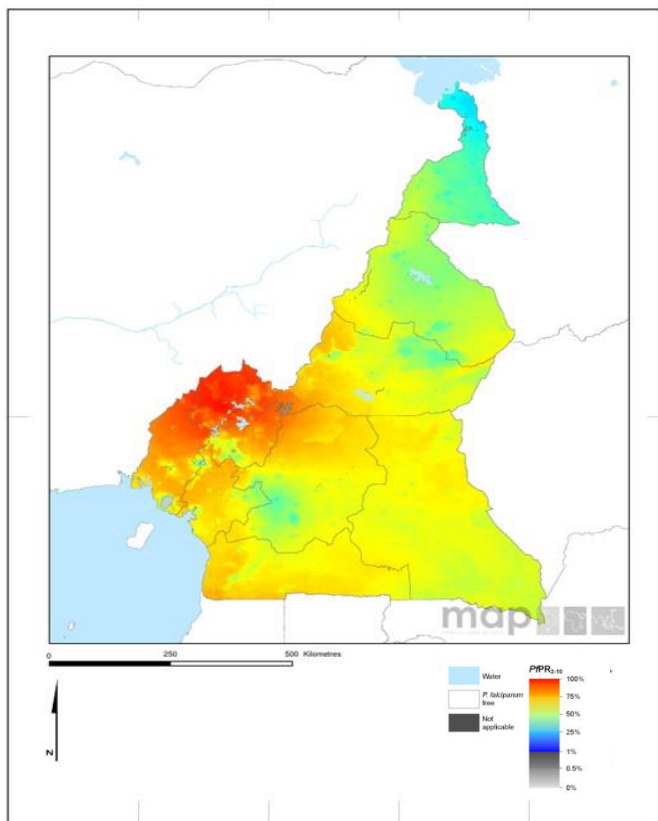 map
0 250 500 Kilometres
N
Water
P. falciparum
free
Not
applicable
PfPR2-10
100%
75%
50%
25%
1%
0.5%
0%